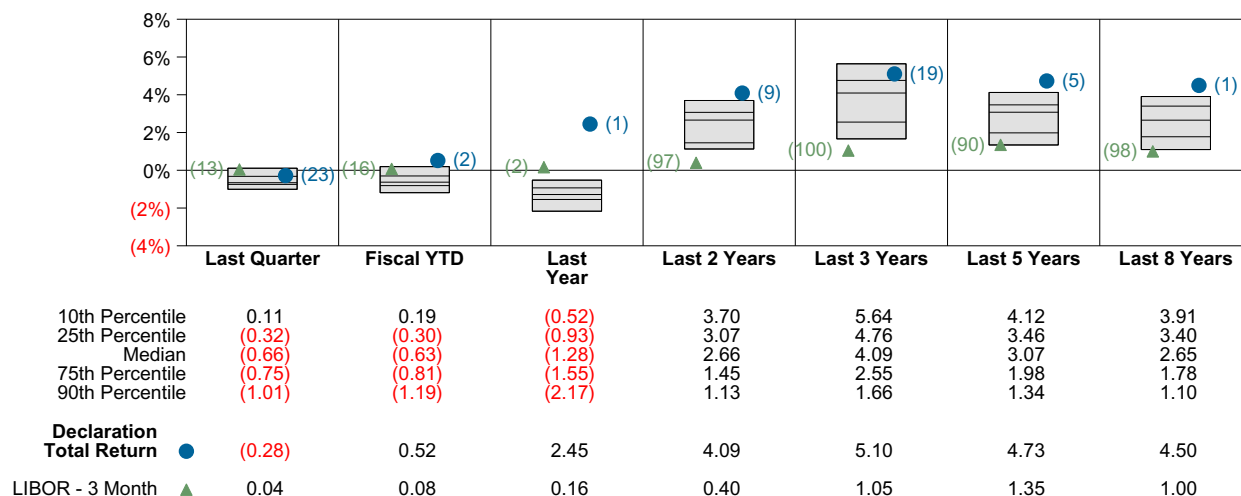 8%
6%
4%
2%
0%
(2%)
(4%)
(13) (23) (16) (2) (2) (1) (97) (9) (100) (19) (90) (5) (98) (1)
Last Quarter Fiscal YTD Last Year Last 2 Years Last 3 Years Last 5 Years Last 8 Years
10th Percentile 0.11 0.19 (0.52) 3.70 5.64 4.12 3.91
25th Percentile (0.32) (0.30) (0.93) 3.07 4.76 3.46 3.40
Median (0.66) (0.63) (1.28) 2.66 4.09 3.07 2.65
75th Percentile (0.75) (0.81) (1.55) 1.45 2.55 1.98 1.78
90th Percentile (1.01) (1.19) (2.17) 1.13 1.66 1.34 1.10
Declaration
Total Return (0.28) 0.52 2.45 4.09 5.10 4.73 4.50
LIBOR - 3 Month 0.04 0.08 0.16 0.40 1.05 1.35 1.00